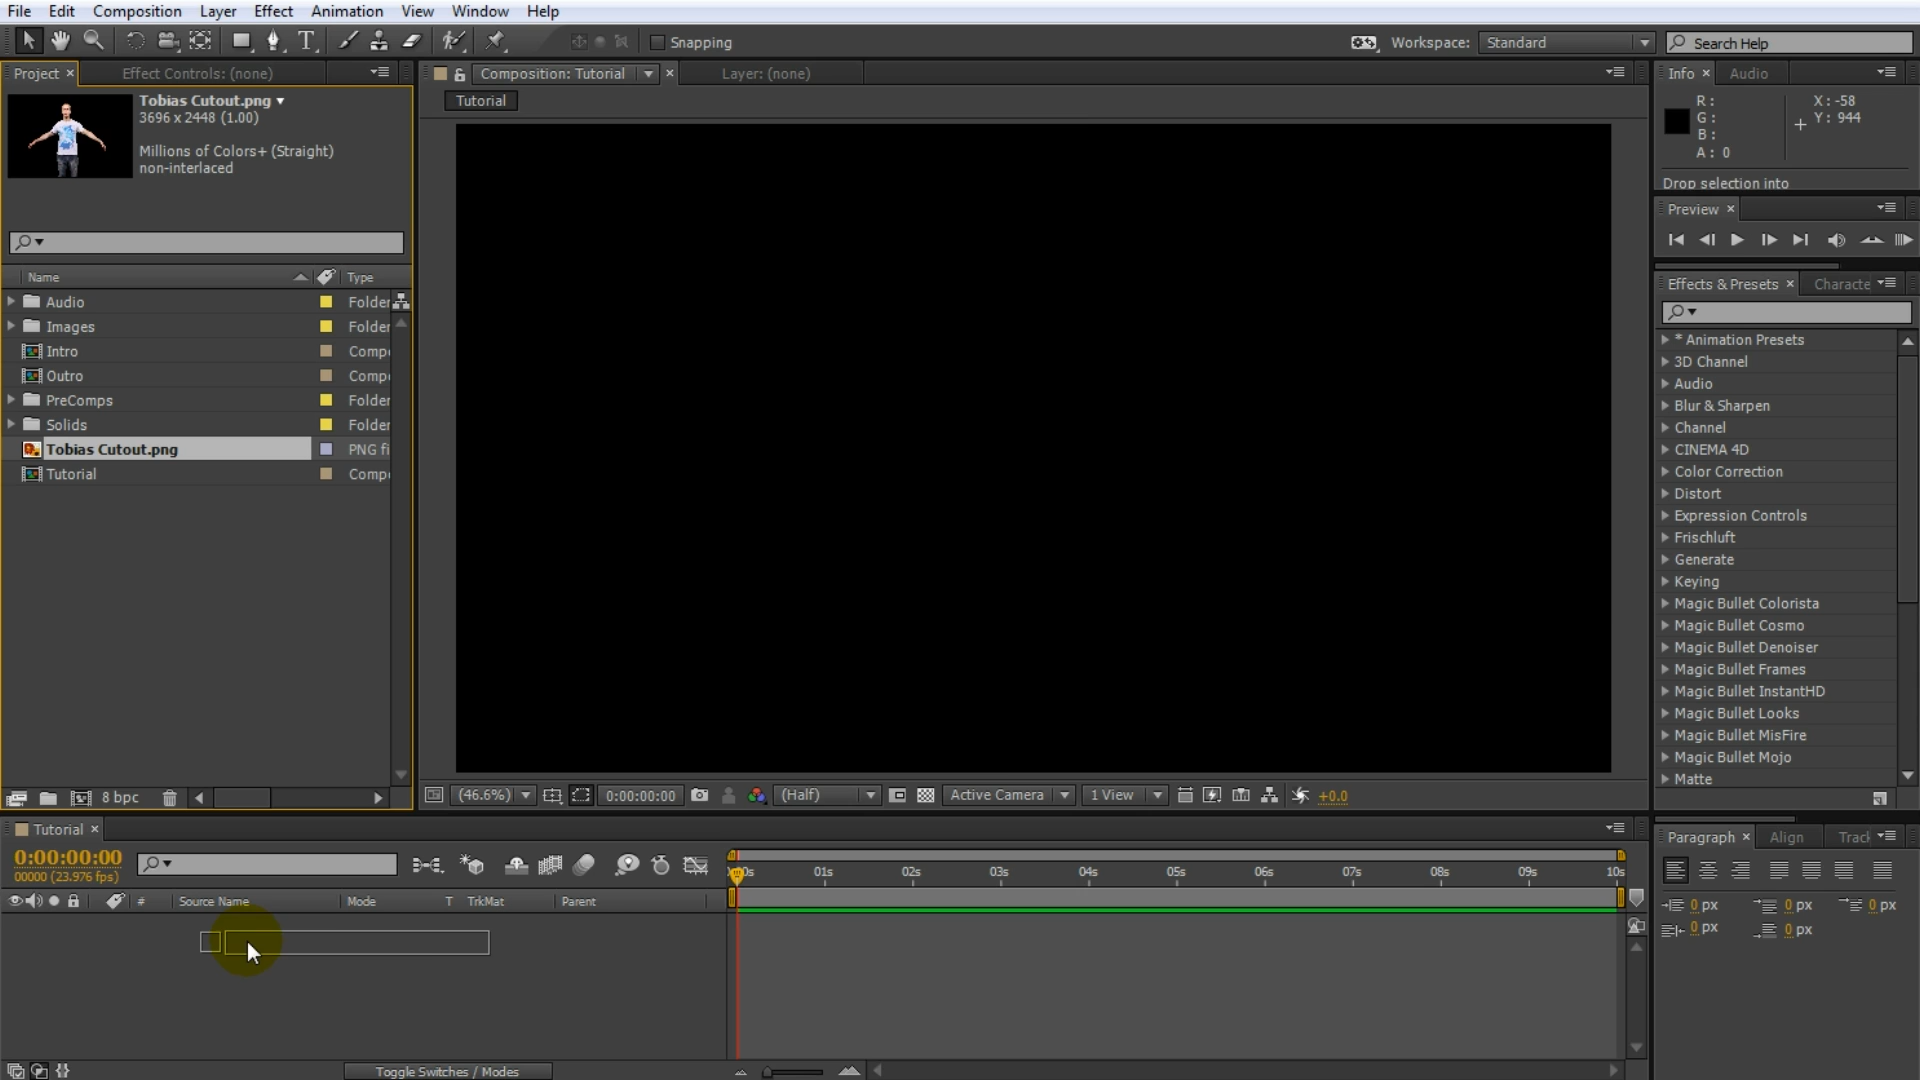 File Edit Composition Layer Effect Animation View Window Help
Snapping
Workspace: Standard
Search Help
Project × Effect Controls: (none)
Tobias Cutout.png
3696 x 2448 (1.00)
Millions of Colors+ (Straight)
non-interlaced
Name Type
Audio Folder
Images Folder
Intro Comp
Outro Comp
PreComps Folder
Solids Folder
Tobias Cutout.png PNG fi
Tutorial Comp
8 bpc
Composition: Tutorial × Layer: (none)
Tutorial
(46.6%) 0:00:00:00 (Half) Active Camera 1 View +0.0
Info × Audio
R:
G:
B:
A: 0
X: -58
Y: 944
Drop selection into
Preview ×
Effects & Presets × Characte
* Animation Presets
3D Channel
Audio
Blur & Sharpen
Channel
CINEMA 4D
Color Correction
Distort
Expression Controls
Frischluft
Generate
Keying
Magic Bullet Colorista
Magic Bullet Cosmo
Magic Bullet Denoiser
Magic Bullet Frames
Magic Bullet InstantHD
Magic Bullet Looks
Magic Bullet MisFire
Magic Bullet Mojo
Matte
Tutorial ×
0:00:00:00
00000 (23.976 fps)
# Source Name Mode T TrkMat Parent
0s 01s 02s 03s 04s 05s 06s 07s 08s 09s 10s
Toggle Switches / Modes
Paragraph × Align Tracl
0 px 0 px 0 px
0 px 0 px